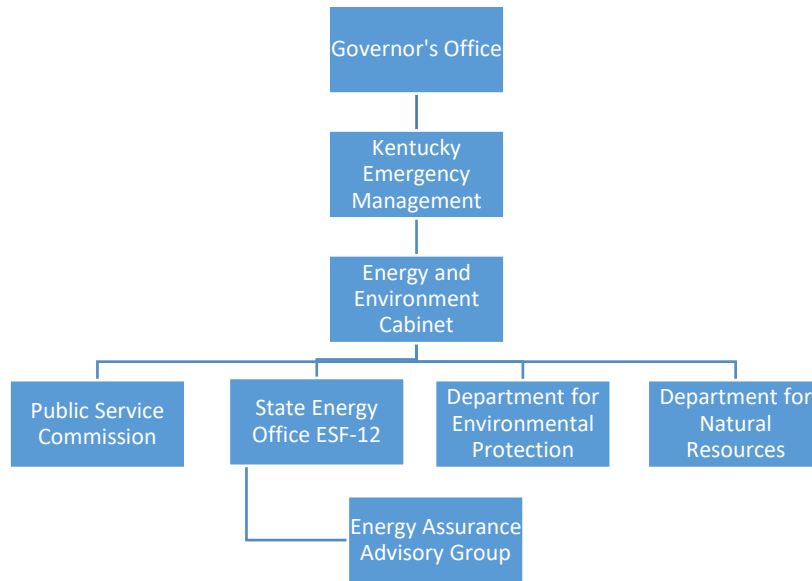 Governor's Office
Kentucky
Emergency
Management
Energy and
Environment
Cabinet
Public Service
Commission
State Energy
Office ESF-12
Department for
Environmental
Protection
Department for
Natural
Resources
Energy Assurance
Advisory Group